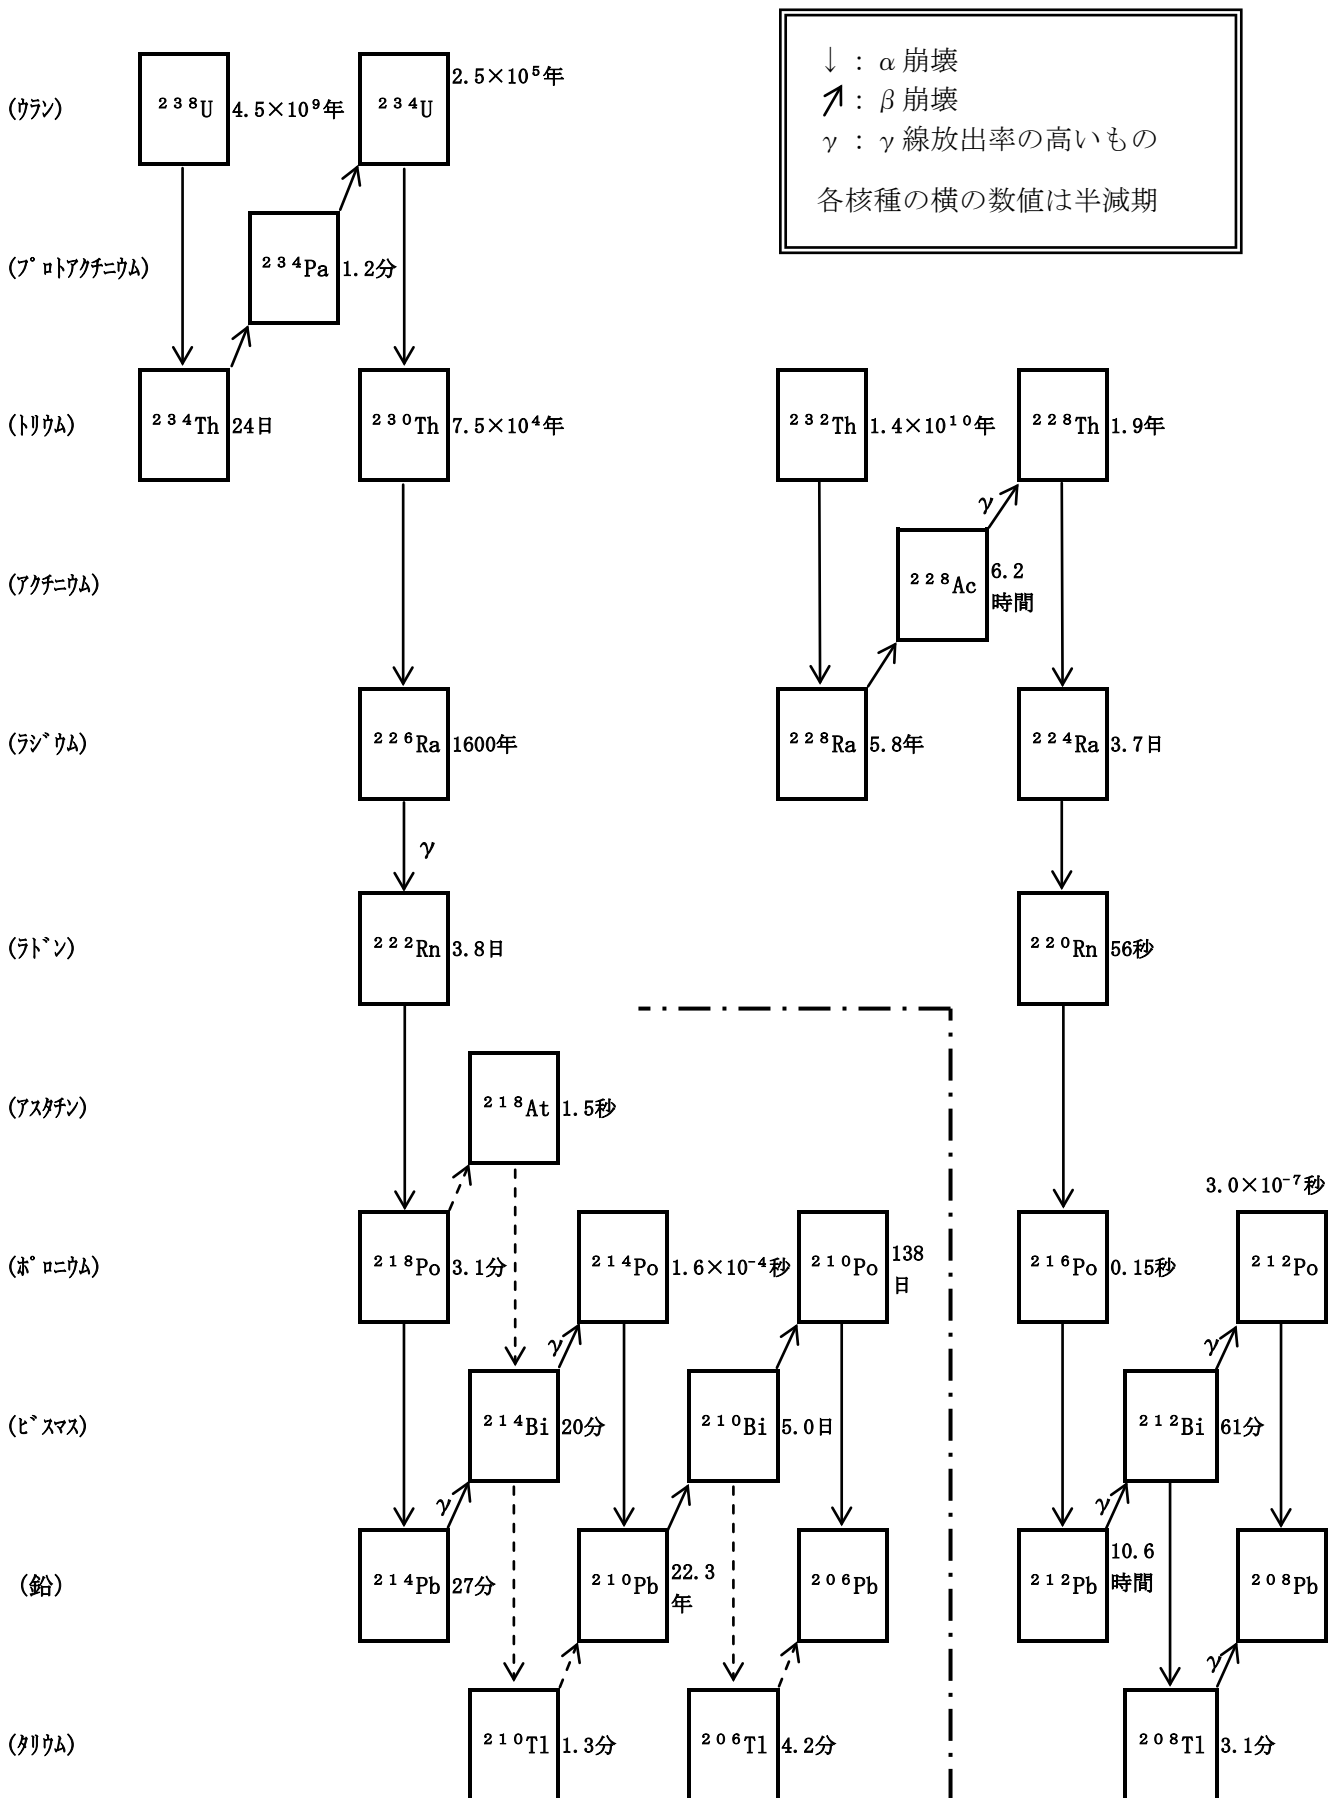 ↓ : α 崩壊
↗ : β 崩壊
γ : γ 線放出率の高いもの
各核種の横の数値は半減期
(ウラン)
²³⁸U 4.5×10⁹年
²³⁴U 2.5×10⁵年
(プロトアクチニウム)
²³⁴Pa 1.2分
(トリウム)
²³⁴Th 24日
²³⁰Th 7.5×10⁴年
²³²Th 1.4×10¹⁰年
²²⁸Th 1.9年
γ
(アクチニウム)
²²⁸Ac 6.2
時間
(ラジウム)
²²⁶Ra 1600年
²²⁸Ra 5.8年
²²⁴Ra 3.7日
γ
(ラドン)
²²²Rn 3.8日
²²⁰Rn 56秒
(アスタチン)
²¹⁸At 1.5秒
(ポロニウム)
²¹⁸Po 3.1分
²¹⁴Po 1.6×10⁻⁴秒
²¹⁰Po 138
日
²¹⁶Po 0.15秒
3.0×10⁻⁷秒
²¹²Po
γ
γ
(ビスマス)
²¹⁴Bi 20分
²¹⁰Bi 5.0日
²¹²Bi 61分
γ
γ
(鉛)
²¹⁴Pb 27分
²¹⁰Pb 22.3
年
²⁰⁶Pb
²¹²Pb 10.6
時間
²⁰⁸Pb
γ
(タリウム)
²¹⁰Tl 1.3分
²⁰⁶Tl 4.2分
²⁰⁸Tl 3.1分